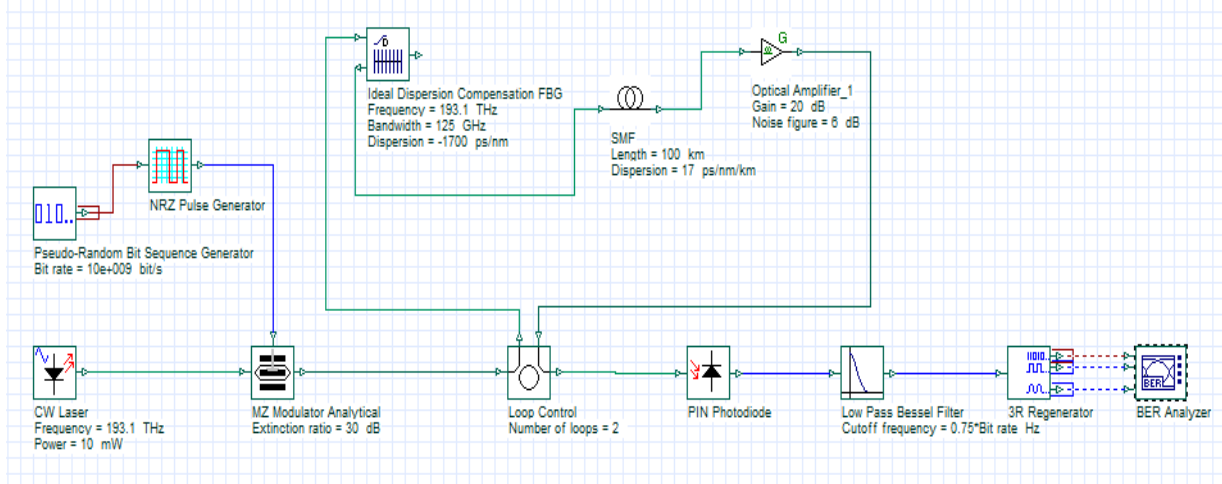 G
D
Ideal Dispersion Compensation FBG
Frequency = 193.1 THz
Bandwidth = 125 GHz
Dispersion = -1700 ps/nm
Optical Amplifier_1
Gain = 20 dB
Noise figure = 6 dB
SMF
Length = 100 km
Dispersion = 17 ps/nm/km
NRZ Pulse Generator
010..
Pseudo-Random Bit Sequence Generator
Bit rate = 10e+009 bit/s
11010..
BER
CW Laser
Frequency = 193.1 THz
Power = 10 mW
MZ Modulator Analytical
Extinction ratio = 30 dB
Loop Control
Number of loops = 2
PIN Photodiode
Low Pass Bessel Filter
Cutoff frequency = 0.75*Bit rate Hz
3R Regenerator
BER Analyzer